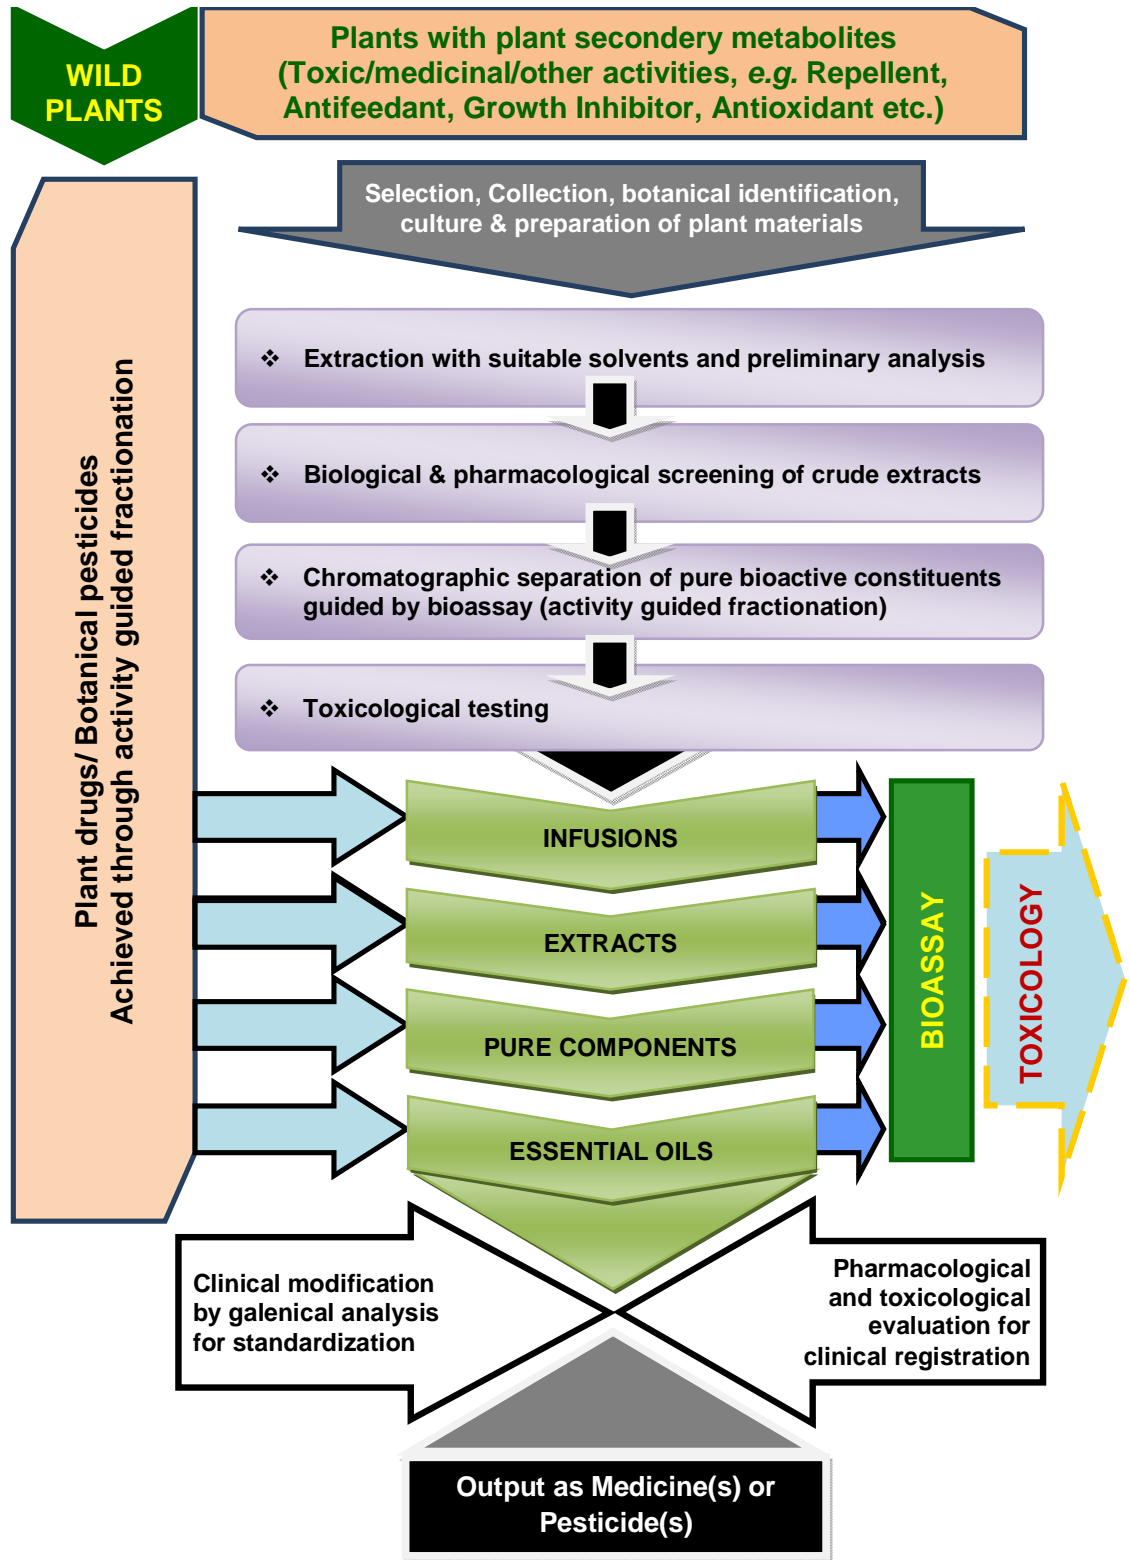 WILD
PLANTS
Plants with plant secondery metabolites
(Toxic/medicinal/other activities, e.g. Repellent,
Antifeedant, Growth Inhibitor, Antioxidant etc.)
Selection, Collection, botanical identification,
culture & preparation of plant materials
❖ Extraction with suitable solvents and preliminary analysis
❖ Biological & pharmacological screening of crude extracts
❖ Chromatographic separation of pure bioactive constituents
guided by bioassay (activity guided fractionation)
❖ Toxicological testing
Plant drugs/ Botanical pesticides
Achieved through activity guided fractionation
INFUSIONS
EXTRACTS
PURE COMPONENTS
ESSENTIAL OILS
BIOASSAY
TOXICOLOGY
Clinical modification
by galenical analysis
for standardization
Pharmacological
and toxicological
evaluation for
clinical registration
Output as Medicine(s) or
Pesticide(s)